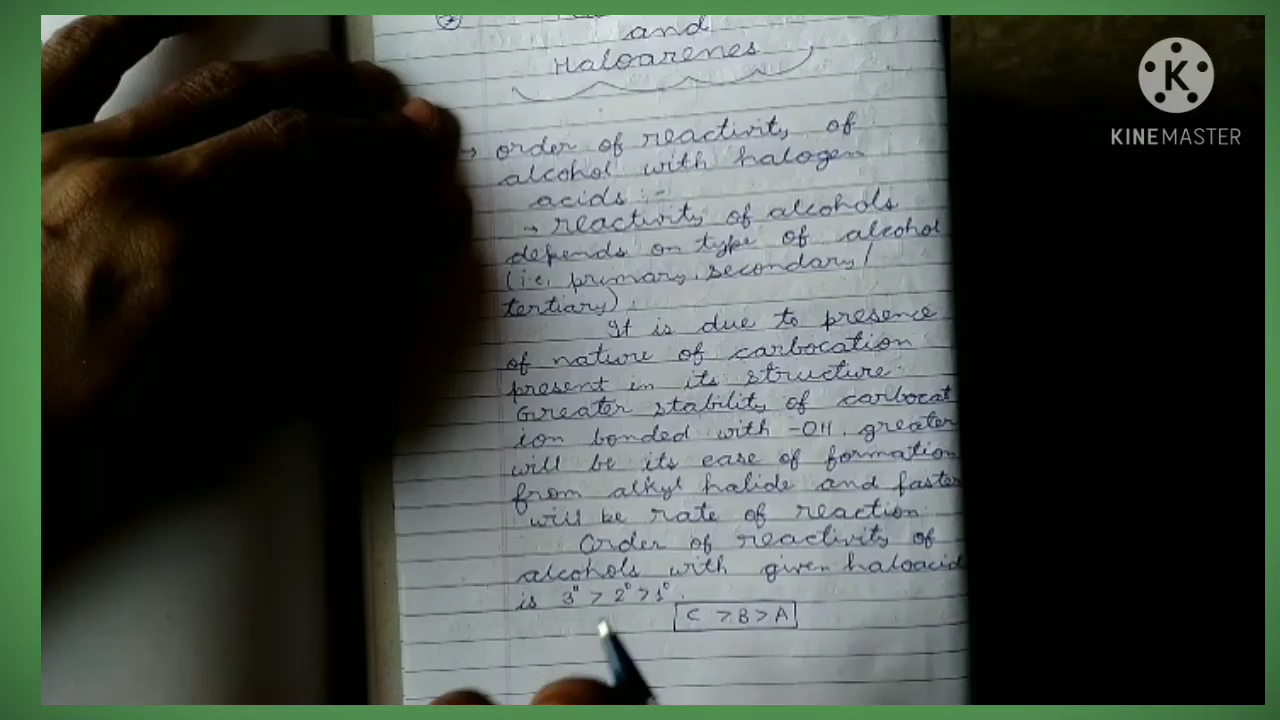 and
Haloarenes
→ order of reactivity of
alcohol with halogen
acids :-
→ reactivity of alcohols
depends on type of alcohol
(i.e, primary, secondary/
tertiary).
It is due to presence
of nature of carbocation
present in its structure.
Greater stability of carbocat
ion bonded with -OH, greater
will be its ease of formation
from alkyl halide and faster
will be rate of reaction
Order of reactivity of
alcohols with given haloacid
is 3° > 2° > 1°.
C > B > A
K
KINEMASTER